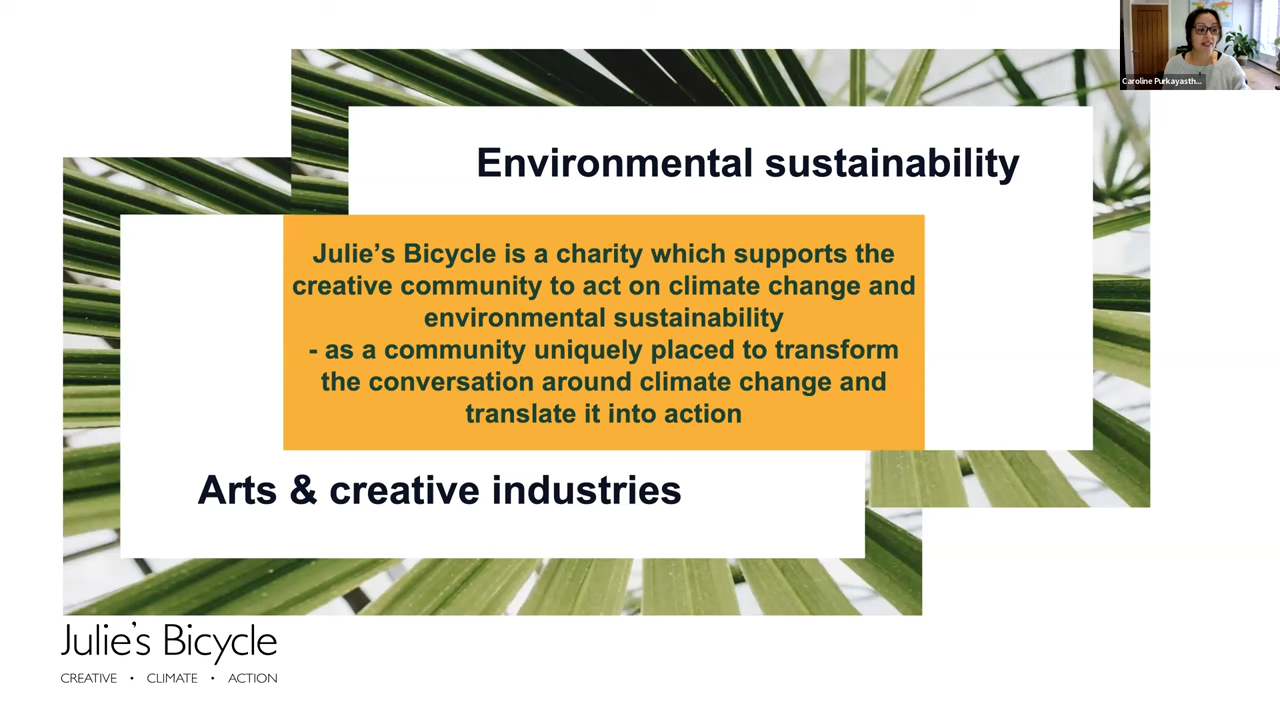 Caroline Purkayasth...
Environmental sustainability
Julie’s Bicycle is a charity which supports the
creative community to act on climate change and
environmental sustainability
- as a community uniquely placed to transform
the conversation around climate change and
translate it into action
Arts & creative industries
Julie’s Bicycle
CREATIVE • CLIMATE • ACTION